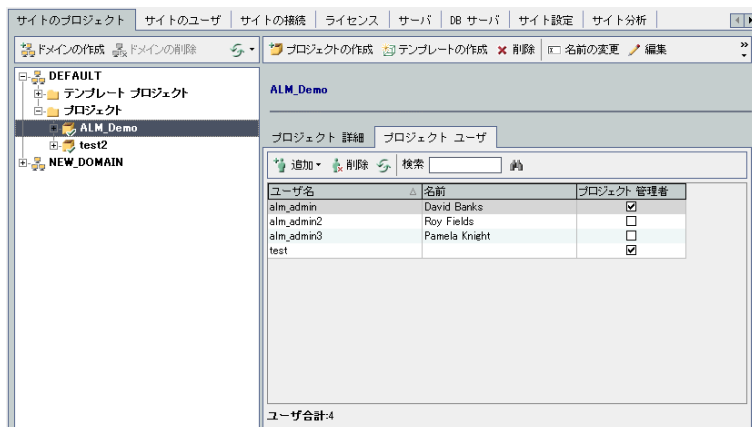 サイトのプロジェクト サイトのユーザ サイトの接続 ライセンス サーバ DB サーバ サイト設定 サイト分析
ドメインの作成 ドメインの削除
プロジェクトの作成 テンプレートの作成 削除 名前の変更 編集
DEFAULT
テンプレート プロジェクト
プロジェクト
ALM_Demo
test2
NEW_DOMAIN
ALM_Demo
プロジェクト 詳細 プロジェクト ユーザ
追加 削除 検索
ユーザ名 名前 プロジェクト 管理者
alm_admin David Banks
alm_admin2 Roy Fields
alm_admin3 Pamela Knight
test
ユーザ合計:4